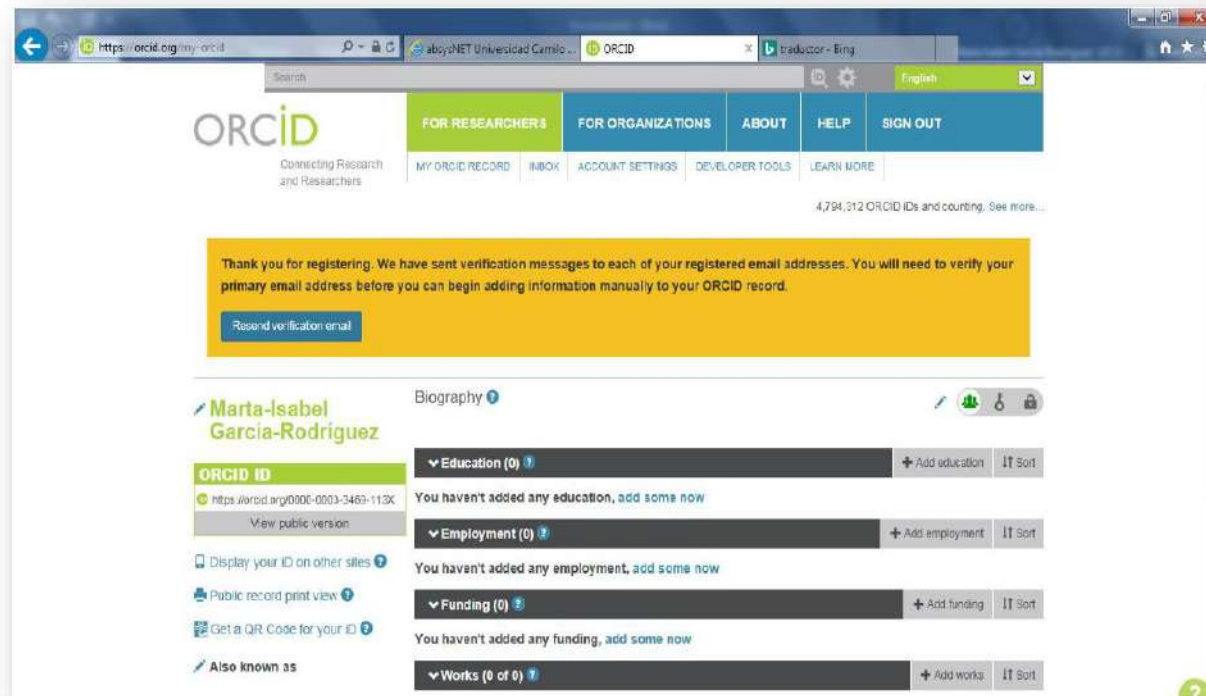 https://orcid.org/my-orcid
absysNET Universidad Camilo ...
ORCID
traductor - Bing
Search
English
ORCID
Connecting Research
and Researchers
FOR RESEARCHERS
FOR ORGANIZATIONS
ABOUT
HELP
SIGN OUT
MY ORCID RECORD
INBOX
ACCOUNT SETTINGS
DEVELOPER TOOLS
LEARN MORE
4,794,312 ORCID iDs and counting. See more...
Thank you for registering. We have sent verification messages to each of your registered email addresses. You will need to verify your
primary email address before you can begin adding information manually to your ORCID record.
Resend verification email
Marta-Isabel
Garcia-Rodríguez
ORCID ID
https://orcid.org/0000-0003-3469-113X
View public version
Display your iD on other sites
Public record print view
Get a QR Code for your iD
Also known as
Biography
Education (0)
Add education
Sort
You haven't added any education, add some now
Employment (0)
Add employment
Sort
You haven't added any employment, add some now
Funding (0)
Add funding
Sort
You haven't added any funding, add some now
Works (0 of 0)
Add works
Sort